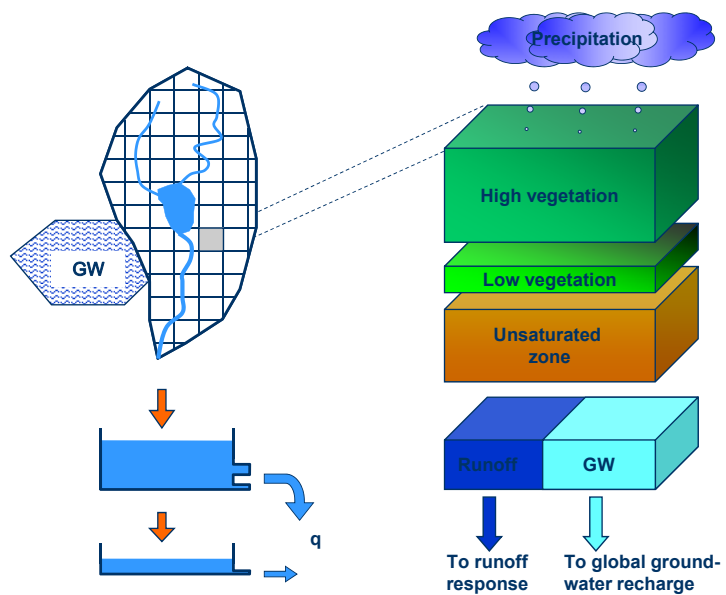 Precipitation
High vegetation
GW
Low vegetation
Unsaturated
zone
Runoff
GW
q
To runoff
response
To global ground-
water recharge